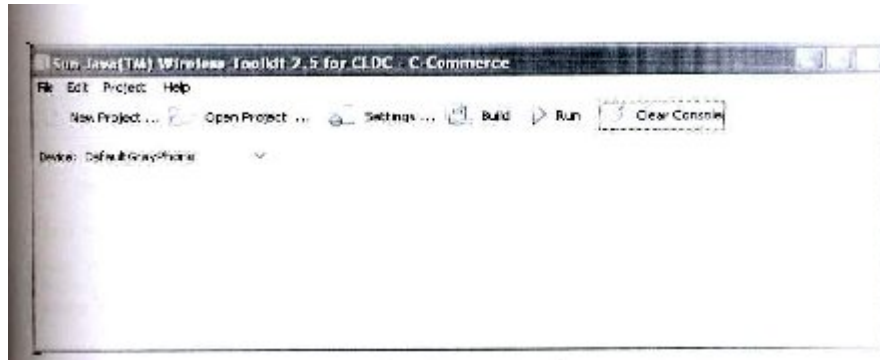 Sun Java(TM) Wireless Toolkit 2.5 for CLDC - C-Commerce
File Edit Project Help
New Project ... Open Project ... Settings ... Build Run Clear Console
Device: DefaultGrayPhone